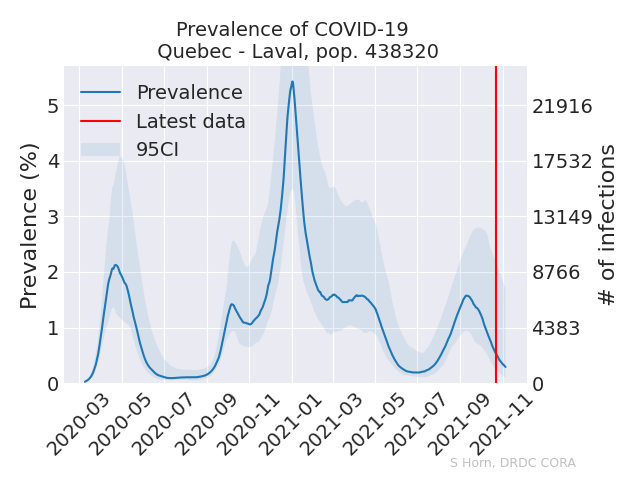 Prevalence of COVID-19
Quebec - Laval, pop. 438320
Prevalence
Latest data
95CI
Prevalence (%)
5
4
3
2
1
0
21916
17532
13149
8766
4383
0
# of infections
2020-03
2020-05
2020-07
2020-09
2020-11
2021-01
2021-03
2021-05
2021-07
2021-09
2021-11
S Horn, DRDC CORA